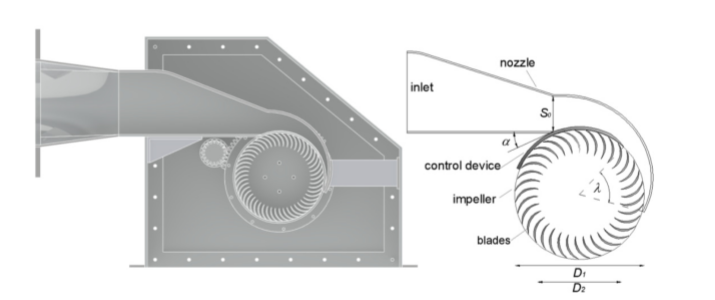 nozzle
inlet
S₀
α
control device
λ
impeller
blades
D₁
D₂